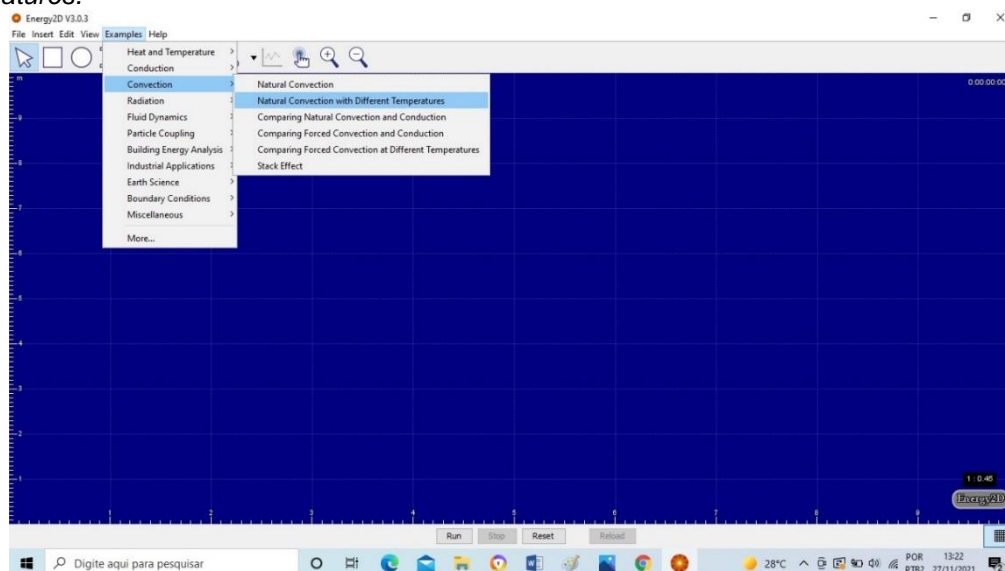 atures.
Energy2D V3.0.3
File Insert Edit View Examples Help
Heat and Temperature
Conduction
Convection
Radiation
Fluid Dynamics
Particle Coupling
Building Energy Analysis
Industrial Applications
Earth Science
Boundary Conditions
Miscellaneous
More...
Natural Convection
Natural Convection with Different Temperatures
Comparing Natural Convection and Conduction
Comparing Forced Convection and Conduction
Comparing Forced Convection at Different Temperatures
Stack Effect
m
0:00:00:00
9
8
7
6
5
4
3
2
1
1 2 3 4 5 6 7 8 9
1 : 0.46
Energy2D
Run Stop Reset Reload
Digite aqui para pesquisar
28°C
POR 13:22
PTB2 27/11/2021